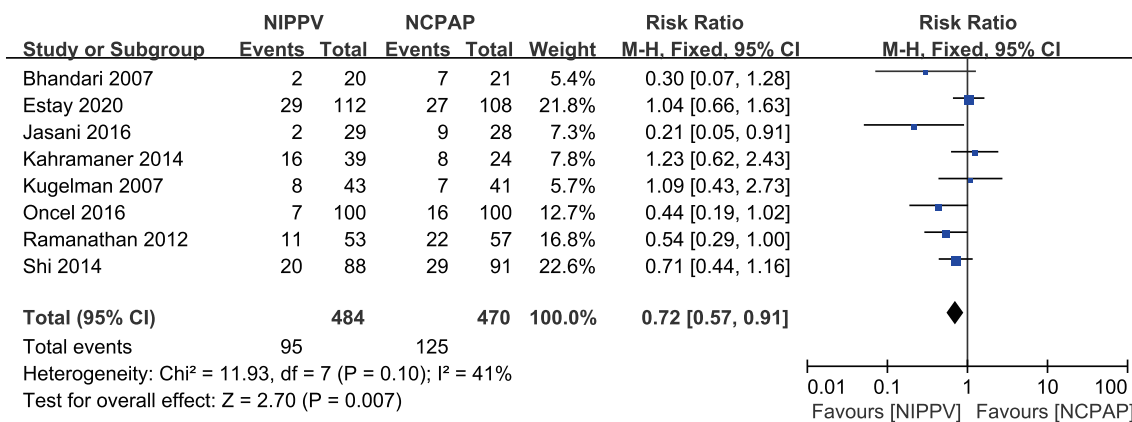 NIPPV NCPAP Risk Ratio Risk Ratio
Study or Subgroup Events Total Events Total Weight M-H, Fixed, 95% CI M-H, Fixed, 95% CI
Bhandari 2007 2 20 7 21 5.4% 0.30 [0.07, 1.28]
Estay 2020 29 112 27 108 21.8% 1.04 [0.66, 1.63]
Jasani 2016 2 29 9 28 7.3% 0.21 [0.05, 0.91]
Kahramaner 2014 16 39 8 24 7.8% 1.23 [0.62, 2.43]
Kugelman 2007 8 43 7 41 5.7% 1.09 [0.43, 2.73]
Oncel 2016 7 100 16 100 12.7% 0.44 [0.19, 1.02]
Ramanathan 2012 11 53 22 57 16.8% 0.54 [0.29, 1.00]
Shi 2014 20 88 29 91 22.6% 0.71 [0.44, 1.16]
Total (95% CI) 484 470 100.0% 0.72 [0.57, 0.91]
Total events 95 125
Heterogeneity: Chi² = 11.93, df = 7 (P = 0.10); I² = 41%
Test for overall effect: Z = 2.70 (P = 0.007)
0.01 0.1 1 10 100
Favours [NIPPV] Favours [NCPAP]